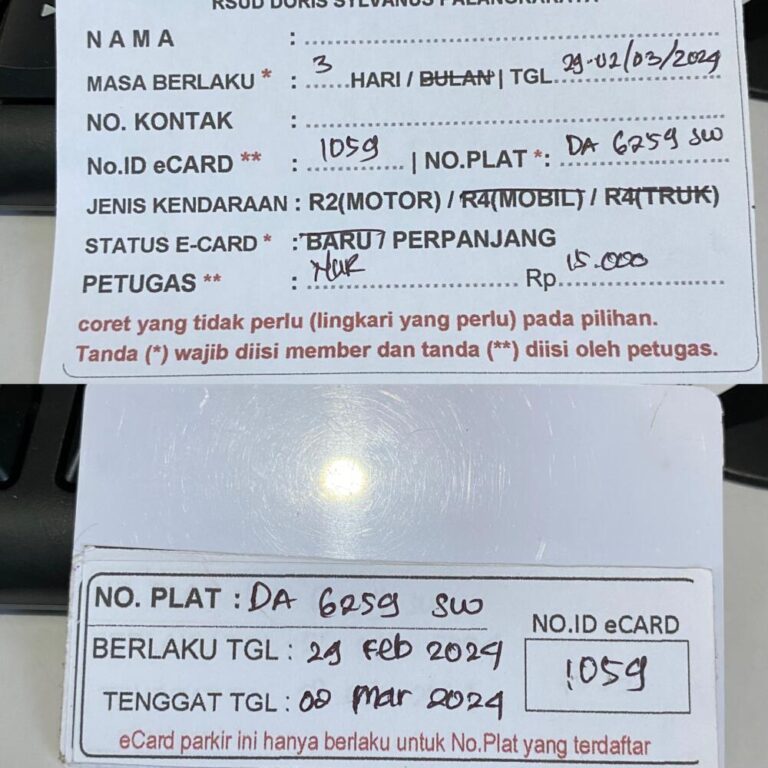 RSUD DORIS SYLVANUS PALANGKARAYA
NAMA :
MASA BERLAKU * : 3 HARI / BULAN | TGL 29-02/03/2024
NO. KONTAK :
No.ID eCARD ** : 1059 | NO.PLAT *: DA 6259 SW
JENIS KENDARAAN : R2(MOTOR) / R4(MOBIL) / R4(TRUK)
STATUS E-CARD * : BARU / PERPANJANG
PETUGAS ** : Rp 15.000
coret yang tidak perlu (lingkari yang perlu) pada pilihan.
Tanda (*) wajib diisi member dan tanda (**) diisi oleh petugas.
NO. PLAT : DA 6259 SW
BERLAKU TGL : 29 Feb 2024
TENGGAT TGL : 02 Mar 2024
NO.ID eCARD
1059
eCard parkir ini hanya berlaku untuk No.Plat yang terdaftar